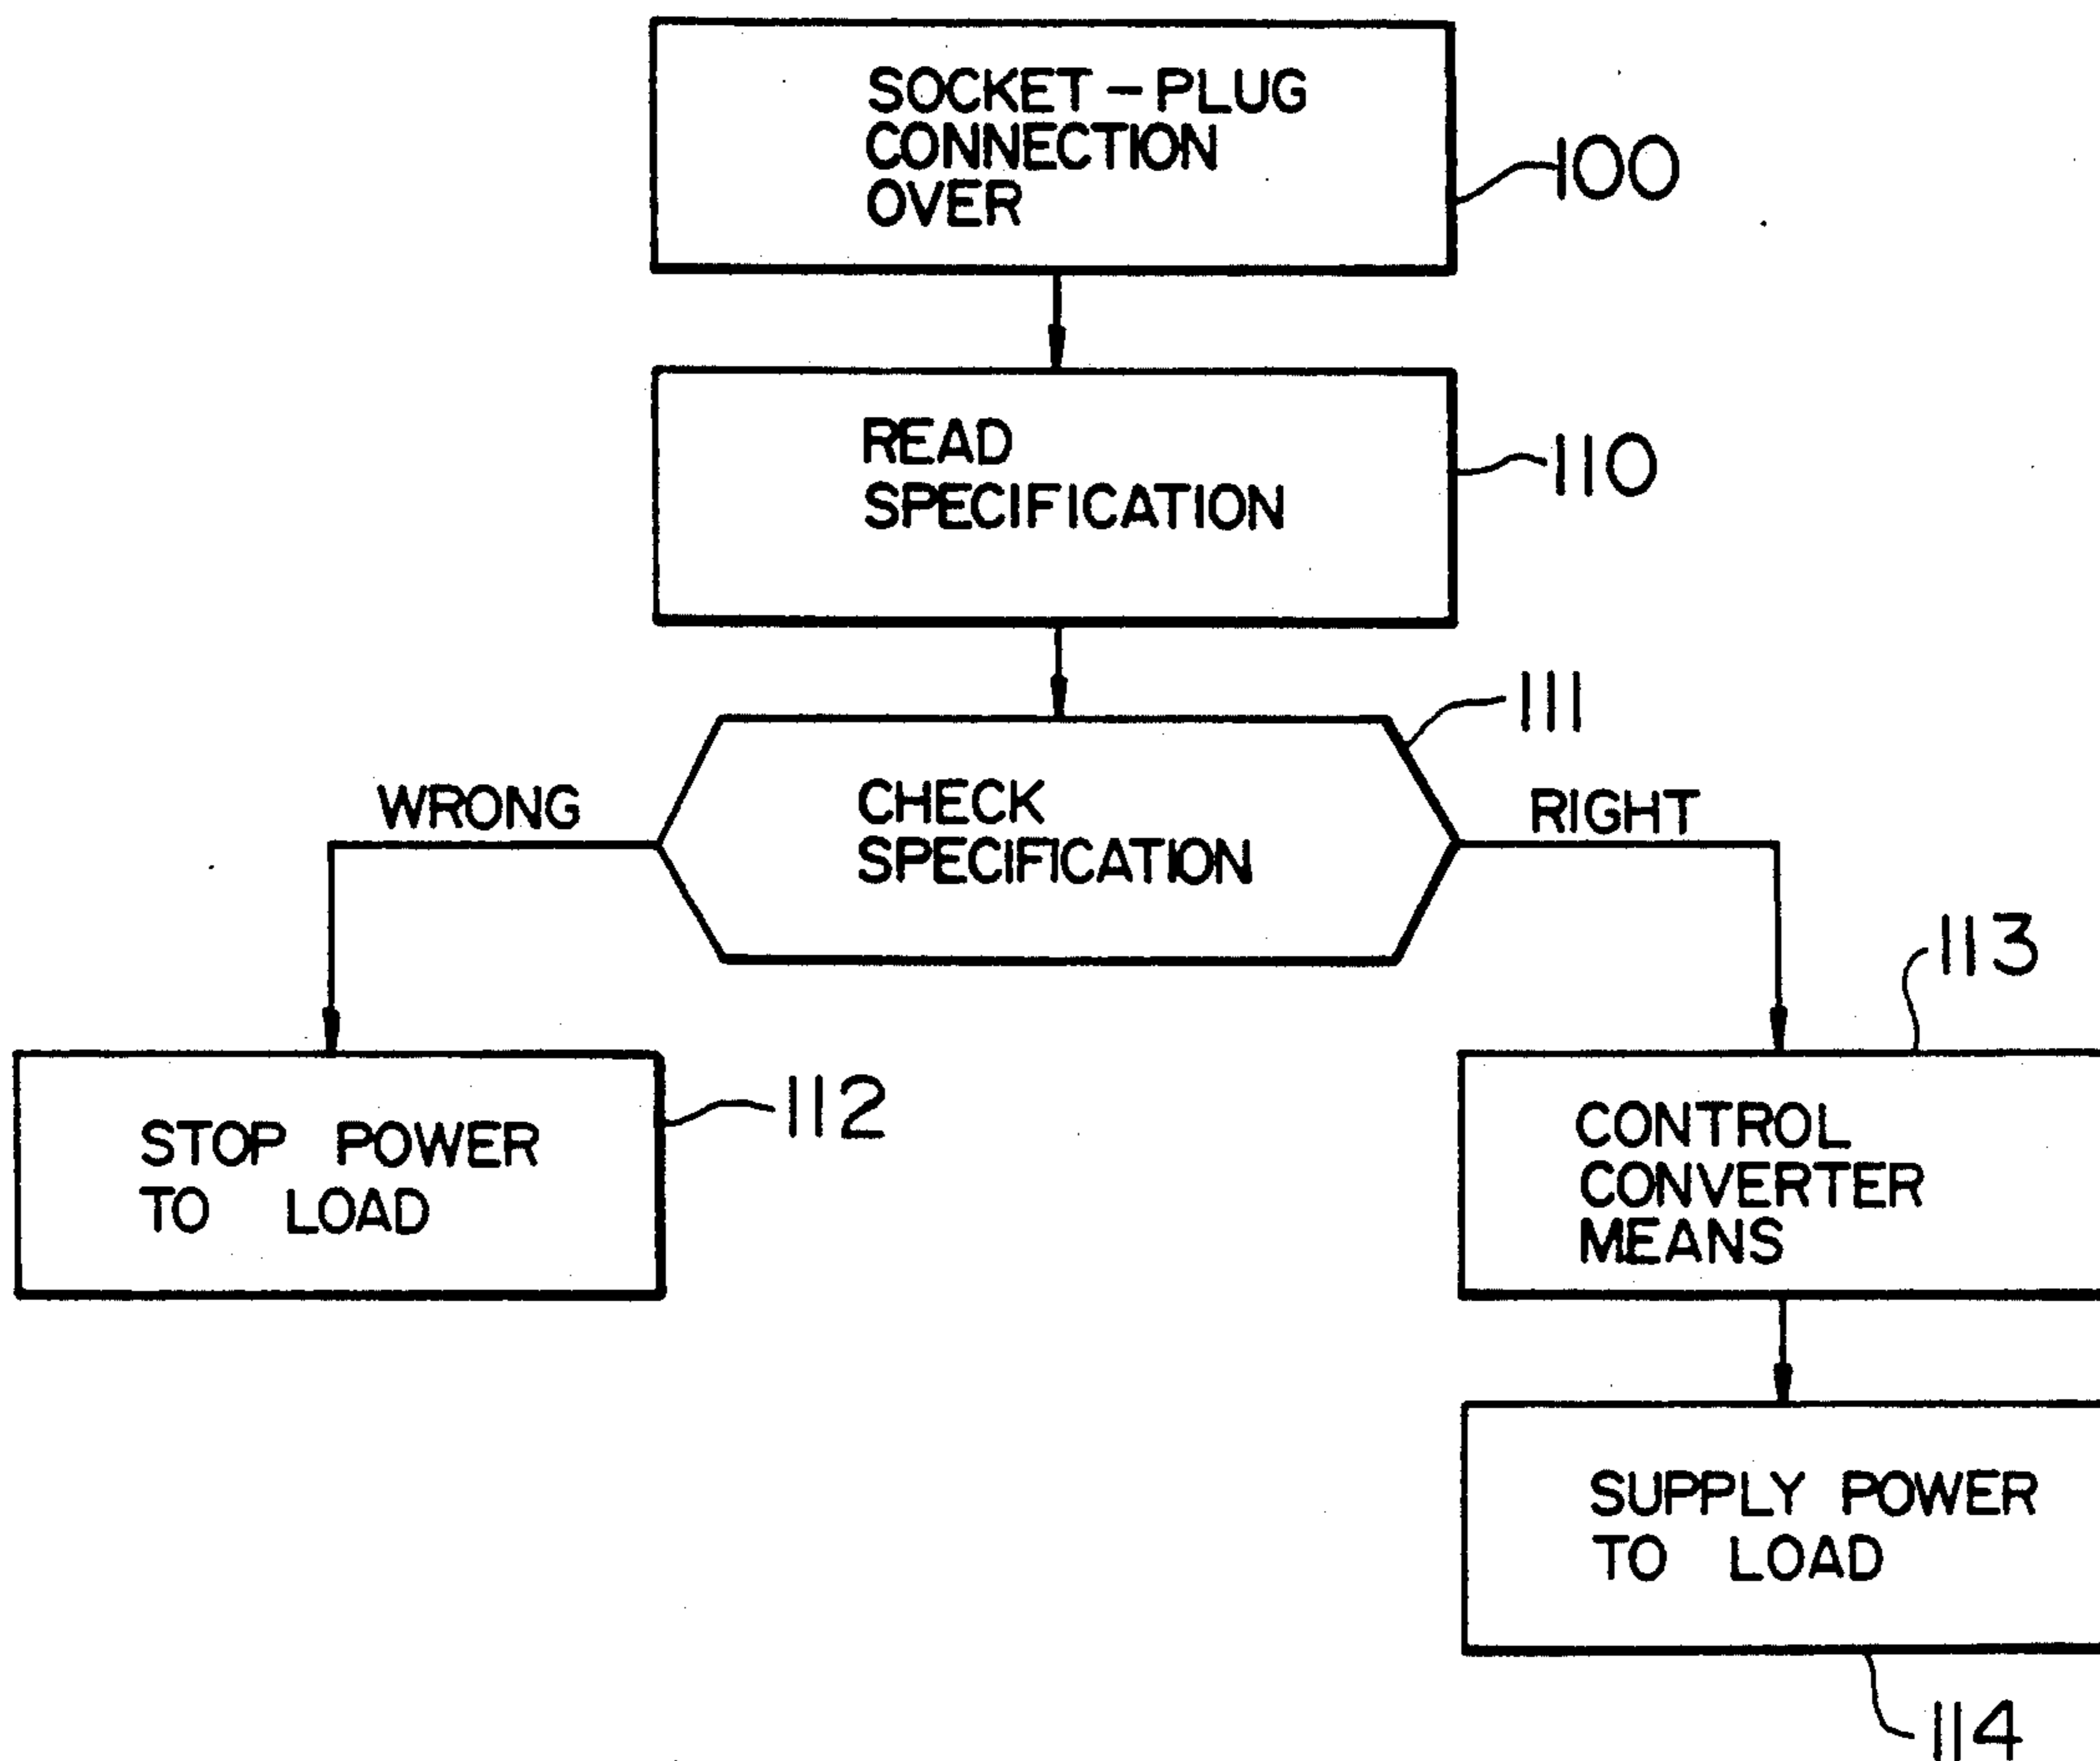 SOCKET-PLUG
CONNECTION
OVER
100
READ
SPECIFICATION
110
111
CHECK
SPECIFICATION
WRONG
RIGHT
113
STOP POWER
TO LOAD
112
CONTROL
CONVERTER
MEANS
SUPPLY POWER
TO LOAD
114